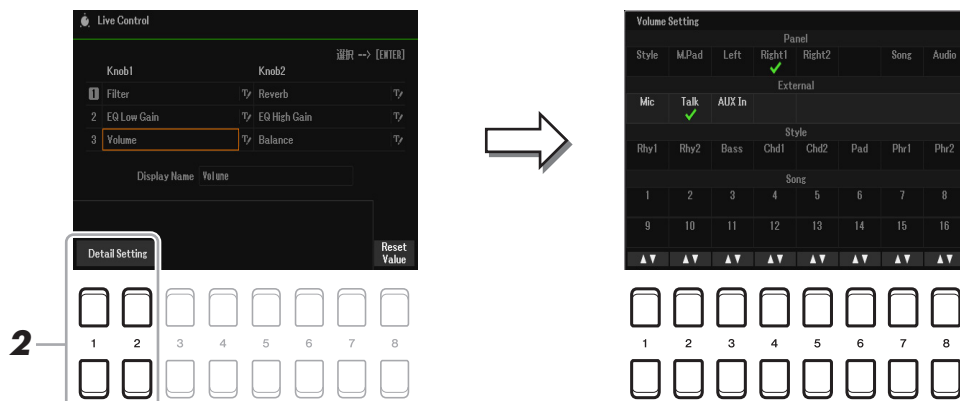 Live Control
選択 --> [ENTER]
Knob1 Knob2
1 Filter Reverb
2 EQ Low Gain EQ High Gain
3 Volume Balance
Display Name Volume
Detail Setting
Reset Value
2
1 2 3 4 5 6 7 8
Volume Setting
Panel
Style M.Pad Left Right1 Right2 Song Audio
External
Mic Talk AUX In
Style
Rhy1 Rhy2 Bass Chd1 Chd2 Pad Phr1 Phr2
Song
1 2 3 4 5 6 7 8
9 10 11 12 13 14 15 16
▲▼ ▲▼ ▲▼ ▲▼ ▲▼ ▲▼ ▲▼ ▲▼
1 2 3 4 5 6 7 8